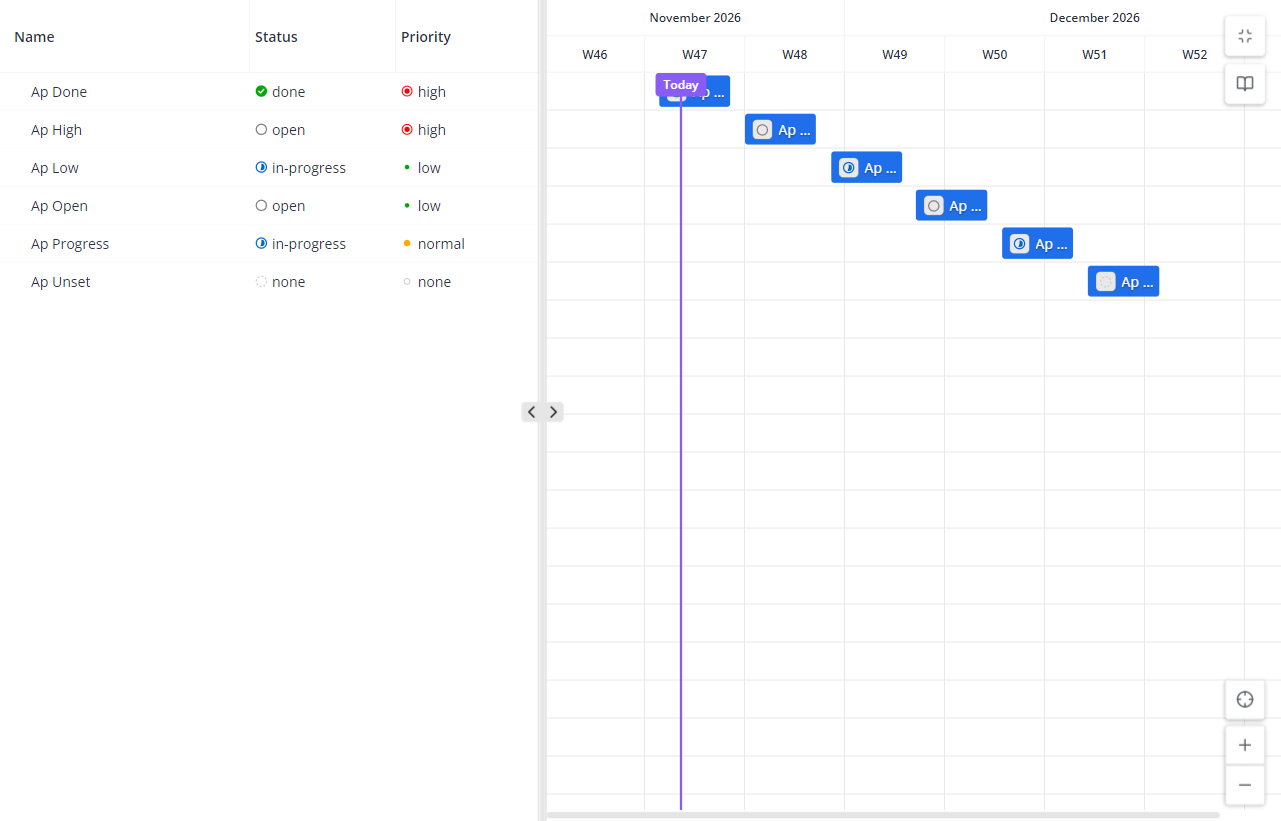 November 2026 December 2026
Name Status Priority
W46 W47 W48 W49 W50 W51 W52
Today
Ap Done done high
Ap High open high Ap ...
Ap Low in-progress low Ap ...
Ap Open open low Ap ...
Ap Progress in-progress normal Ap ...
Ap Unset none none Ap ...